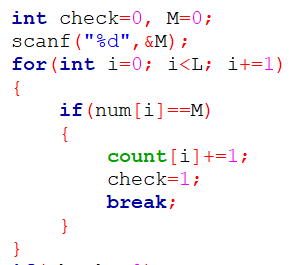 int check=0, M=0;
scanf("%d",&M);
for(int i=0; i<L; i+=1)
{
    if(num[i]==M)
    {
        count[i]+=1;
        check=1;
        break;
    }
}